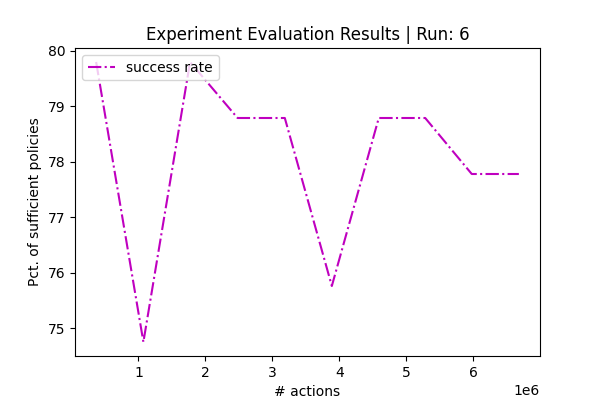 Experiment Evaluation Results | Run: 6
success rate
Pct. of sufficient policies
80
79
78
77
76
75
1 2 3 4 5 6
1e6
# actions